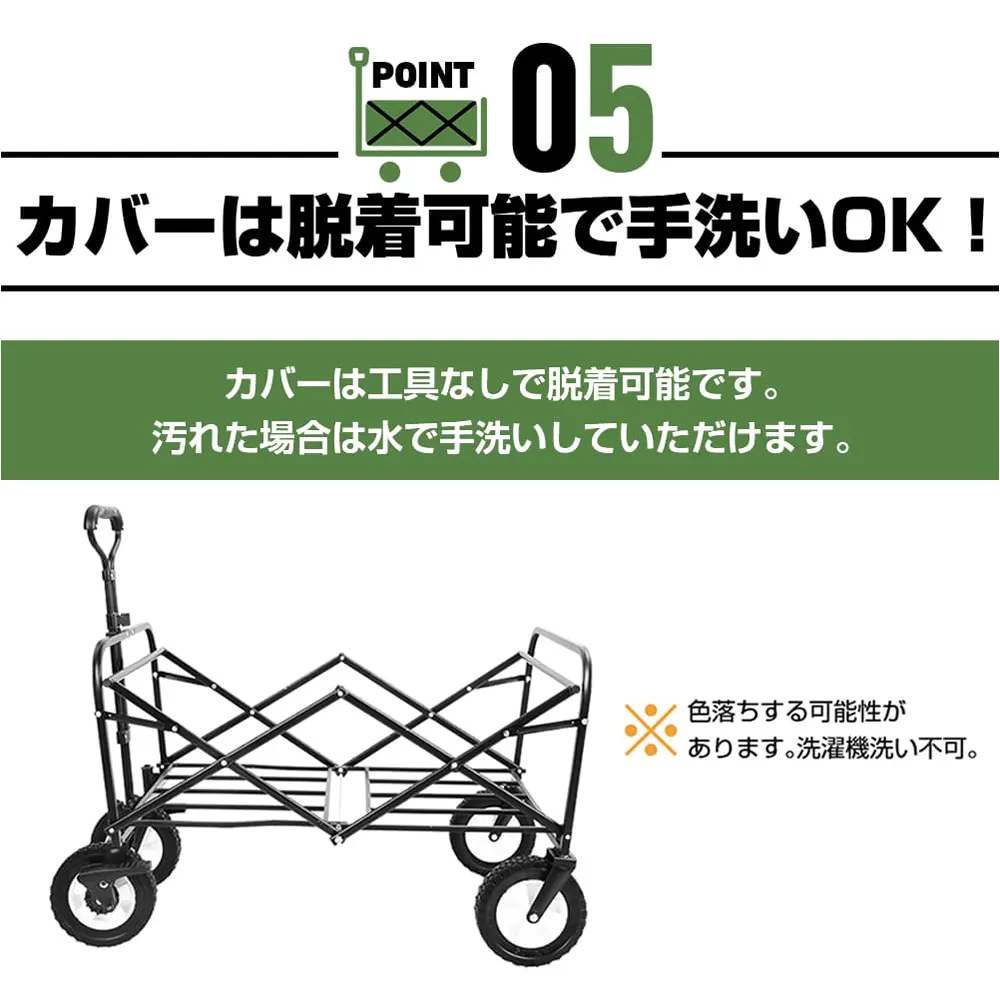 POINT 05
カバーは脱着可能で手洗いOK！
カバーは工具なしで脱着可能です。
汚れた場合は水で手洗いしていただけます。
※色落ちする可能性が
あります。洗濯機洗い不可。